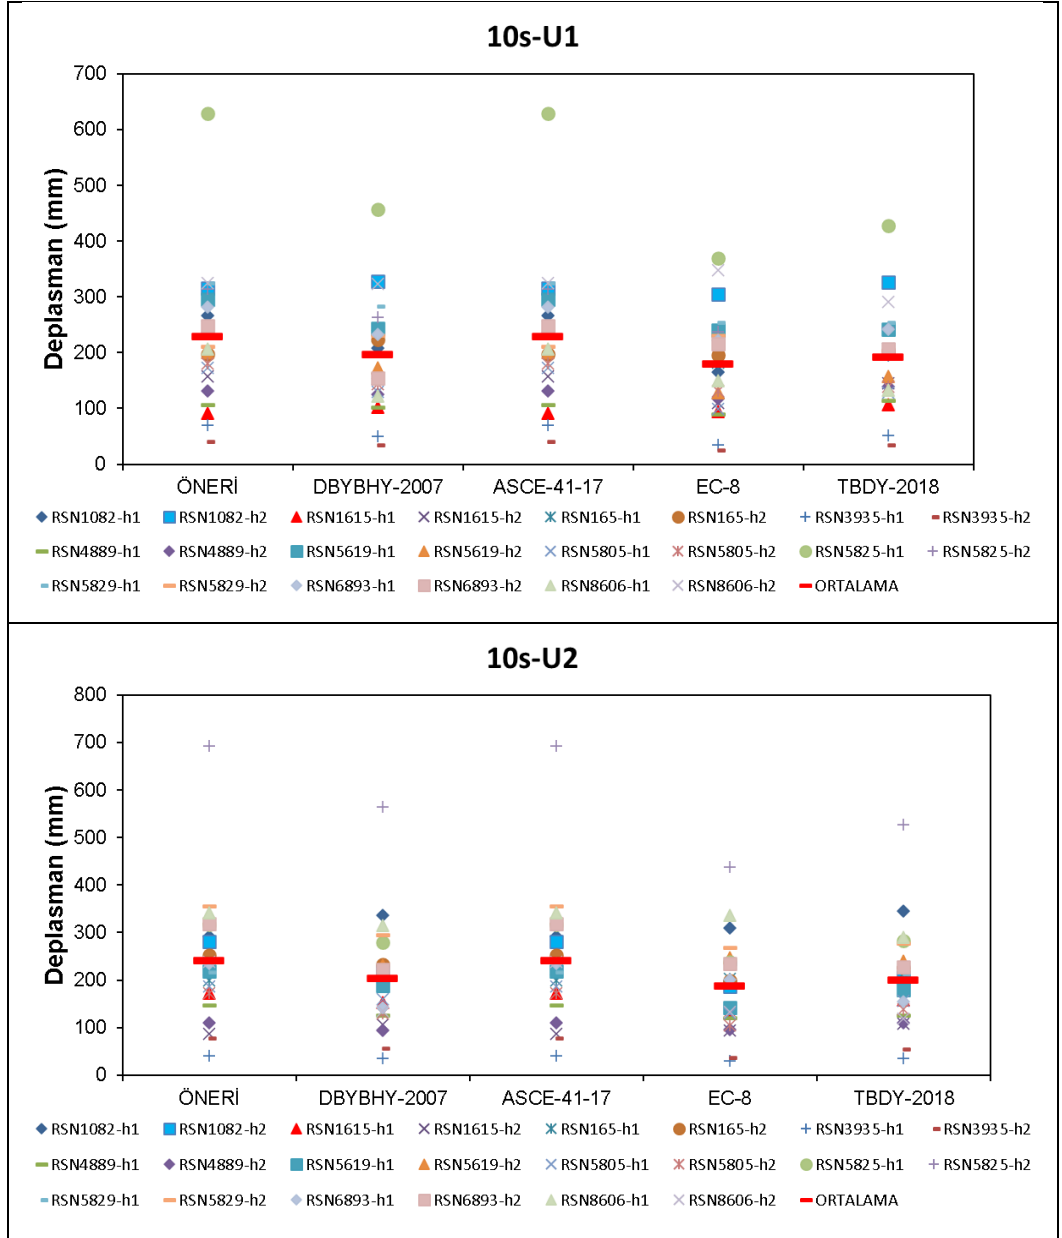 10s-U1
700
600
500
400
300
200
100
0
Deplasman (mm)
ÖNERİ DBYBHY-2007 ASCE-41-17 EC-8 TBDY-2018
RSN1082-h1 RSN1082-h2 RSN1615-h1 RSN1615-h2 RSN165-h1 RSN165-h2 RSN3935-h1 RSN3935-h2
RSN4889-h1 RSN4889-h2 RSN5619-h1 RSN5619-h2 RSN5805-h1 RSN5805-h2 RSN5825-h1 RSN5825-h2
RSN5829-h1 RSN5829-h2 RSN6893-h1 RSN6893-h2 RSN8606-h1 RSN8606-h2 ORTALAMA
10s-U2
800
700
600
500
400
300
200
100
0
Deplasman (mm)
ÖNERİ DBYBHY-2007 ASCE-41-17 EC-8 TBDY-2018
RSN1082-h1 RSN1082-h2 RSN1615-h1 RSN1615-h2 RSN165-h1 RSN165-h2 RSN3935-h1 RSN3935-h2
RSN4889-h1 RSN4889-h2 RSN5619-h1 RSN5619-h2 RSN5805-h1 RSN5805-h2 RSN5825-h1 RSN5825-h2
RSN5829-h1 RSN5829-h2 RSN6893-h1 RSN6893-h2 RSN8606-h1 RSN8606-h2 ORTALAMA